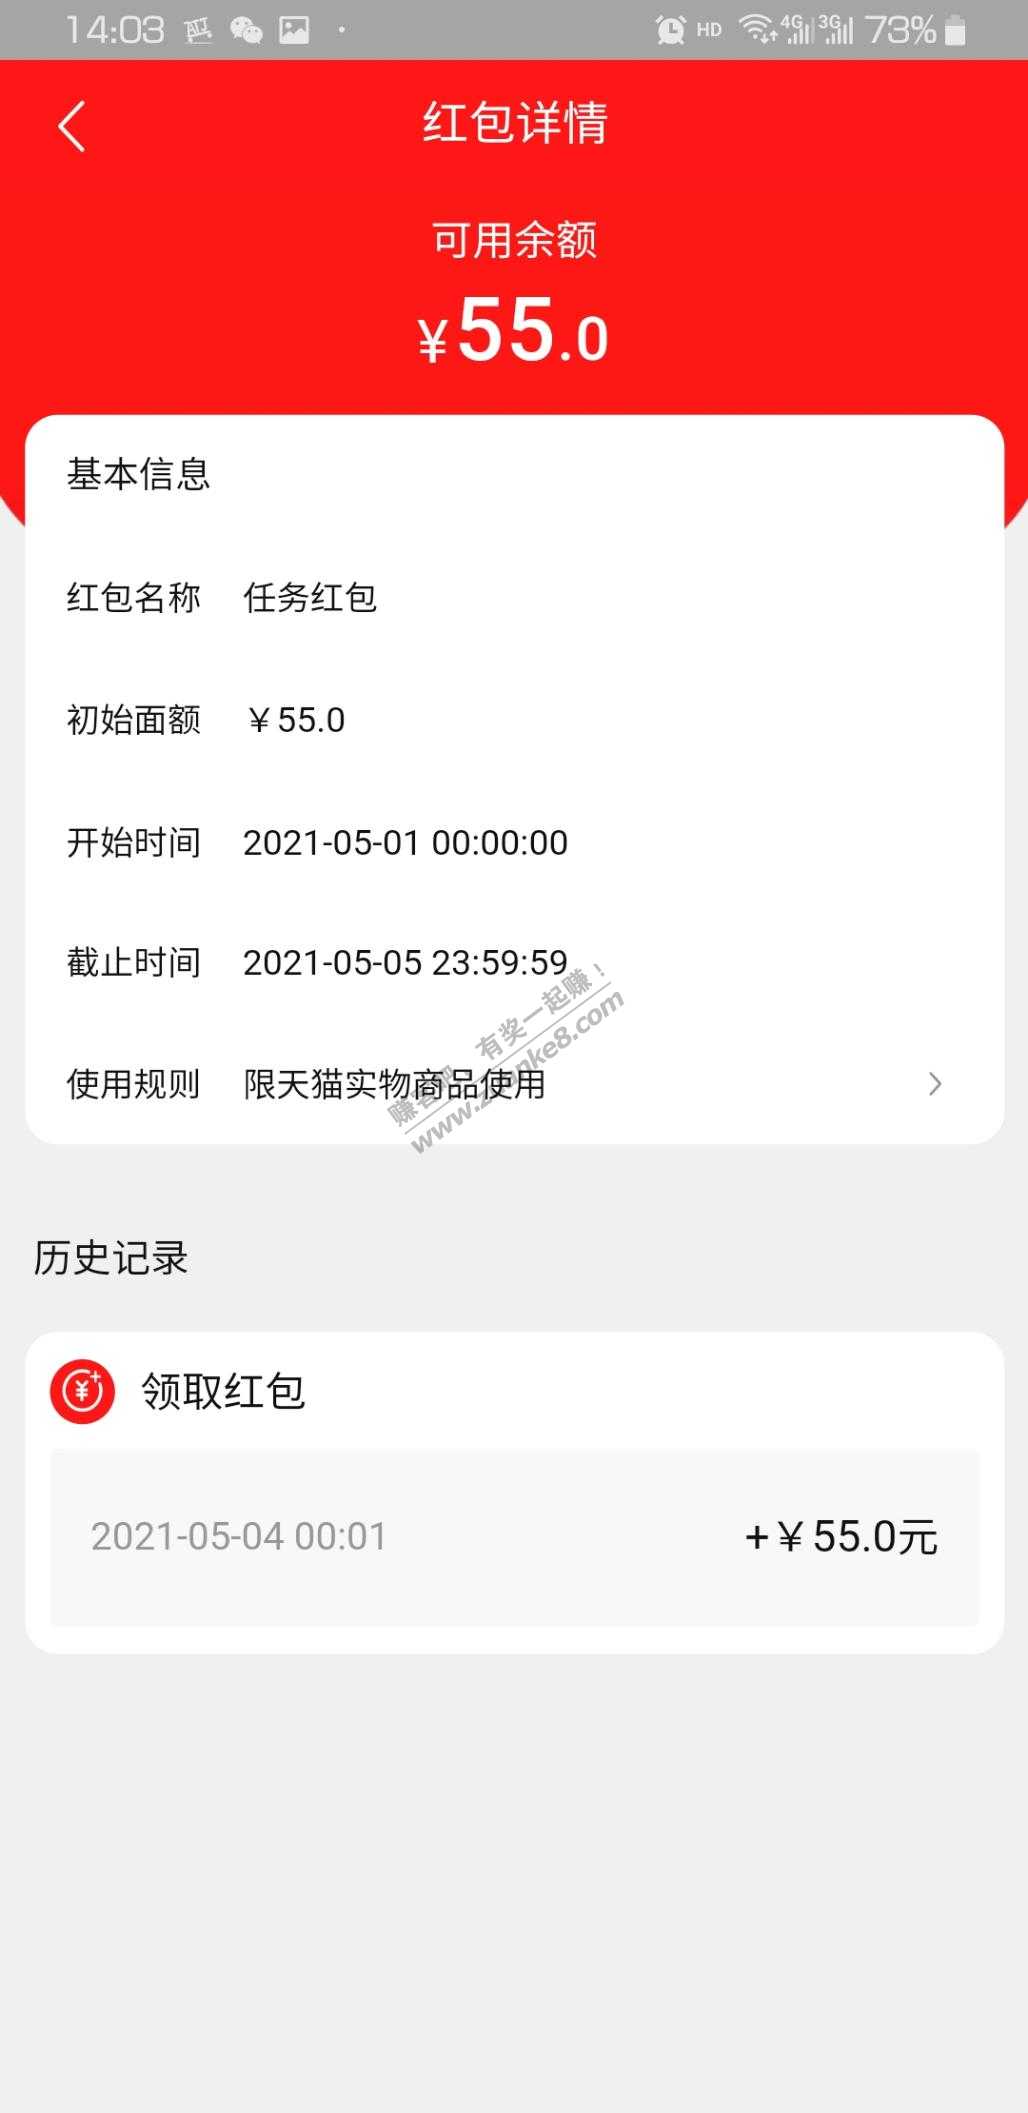 14:03
HD 4G 3G 73%
红包详情
可用余额
¥55.0
基本信息
红包名称 任务红包
初始面额 ￥55.0
开始时间 2021-05-01 00:00:00
截止时间 2021-05-05 23:59:59
使用规则 限天猫实物商品使用
赚客吧，有奖一起赚！
www.zuanke8.com
历史记录
领取红包
2021-05-04 00:01 +￥55.0元